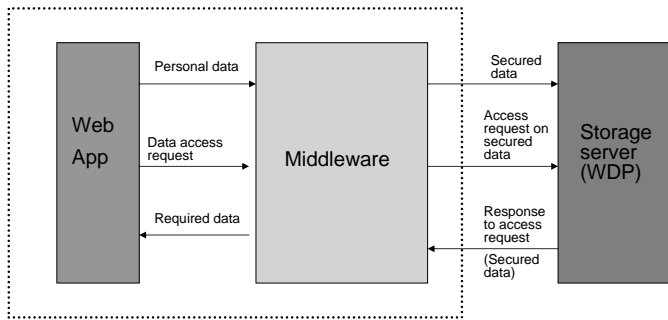 Web
App
Personal data
Data access
request
Required data
Middleware
Secured
data
Access
request on
secured
data
Response
to access
request
(Secured
data)
Storage
server
(WDP)